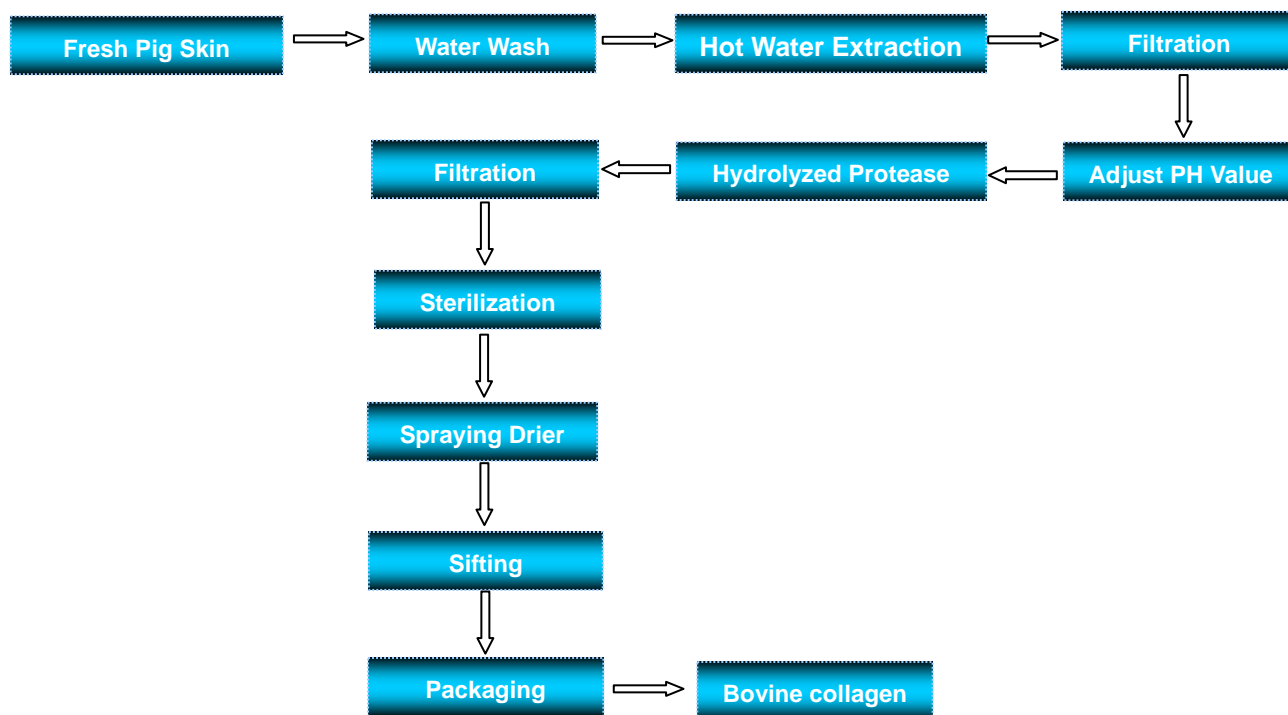 Fresh Pig Skin
Water Wash
Hot Water Extraction
Filtration
Adjust PH Value
Hydrolyzed Protease
Filtration
Sterilization
Spraying Drier
Sifting
Packaging
Bovine collagen